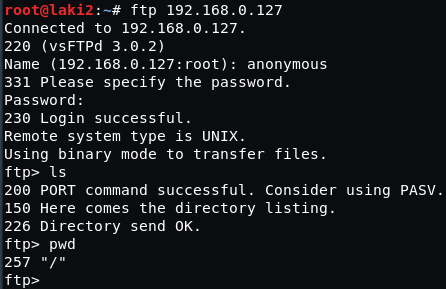 root@laki2:~# ftp 192.168.0.127
Connected to 192.168.0.127.
220 (vsFTPd 3.0.2)
Name (192.168.0.127:root): anonymous
331 Please specify the password.
Password:
230 Login successful.
Remote system type is UNIX.
Using binary mode to transfer files.
ftp> ls
200 PORT command successful. Consider using PASV.
150 Here comes the directory listing.
226 Directory send OK.
ftp> pwd
257 "/"
ftp>